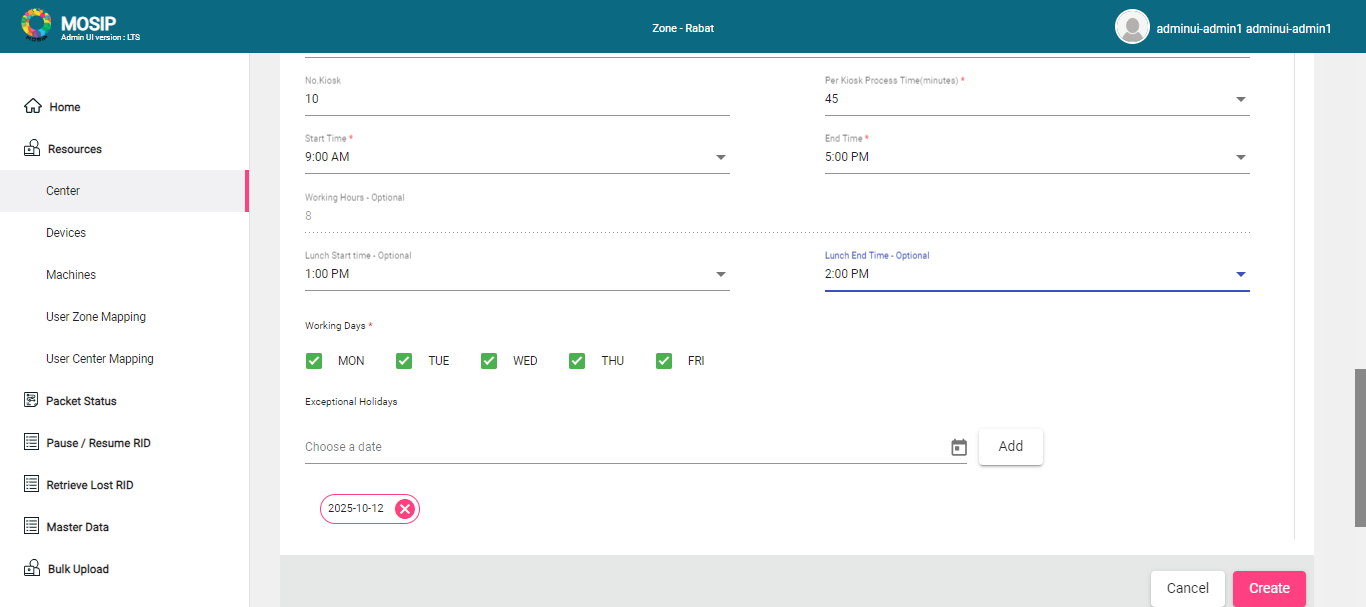 MOSIP
Admin UI version : LTS
Zone - Rabat
adminui-admin1 adminui-admin1
Home
Resources
Center
Devices
Machines
User Zone Mapping
User Center Mapping
Packet Status
Pause / Resume RID
Retrieve Lost RID
Master Data
Bulk Upload
No.Kiosk
10
Per Kiosk Process Time(minutes) *
45
Start Time *
9:00 AM
End Time *
5:00 PM
Working Hours - Optional
8
Lunch Start time - Optional
1:00 PM
Lunch End Time - Optional
2:00 PM
Working Days *
MON TUE WED THU FRI
Exceptional Holidays
Choose a date
Add
2025-10-12
Cancel
Create